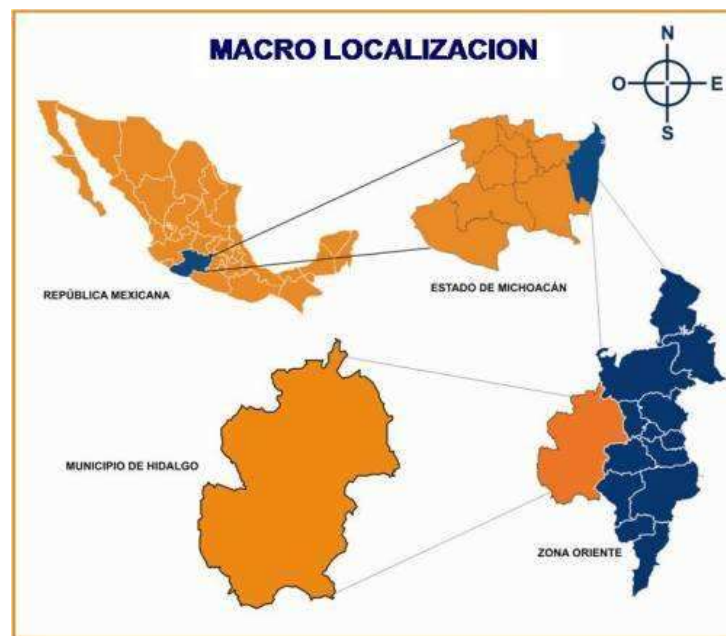 MACRO LOCALIZACION
N
O
E
S
REPÚBLICA MEXICANA
ESTADO DE MICHOACÁN
MUNICIPIO DE HIDALGO
ZONA ORIENTE